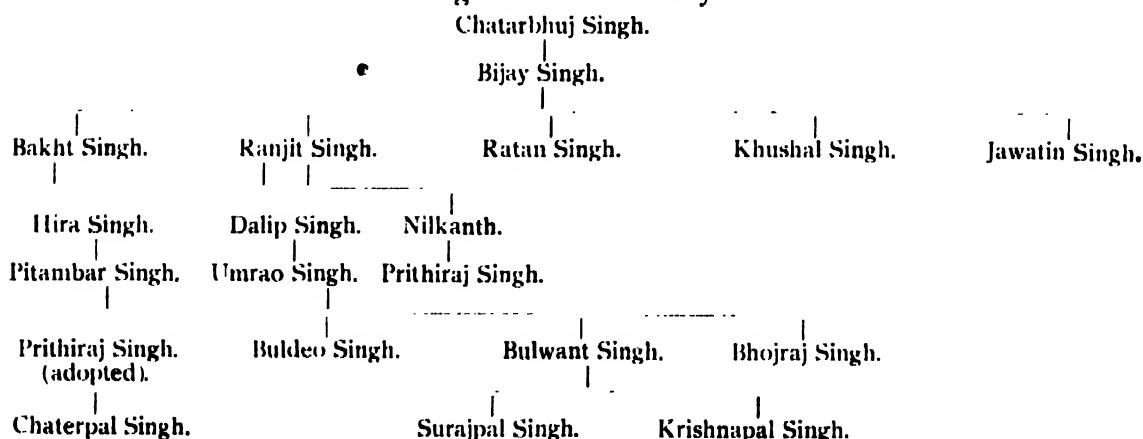 Chatarbhuj Singh.
Bijay Singh.
Bakht Singh. Ranjit Singh. Ratan Singh. Khushal Singh. Jawatin Singh.
Hira Singh. Dalip Singh. Nilkanth.
Pitambar Singh. Umrao Singh. Prithiraj Singh.
Prithiraj Singh. Buldeo Singh. Bulwant Singh. Bhojraj Singh.
(adopted).
Chaterpal Singh. Surajpal Singh. Krishnapal Singh.